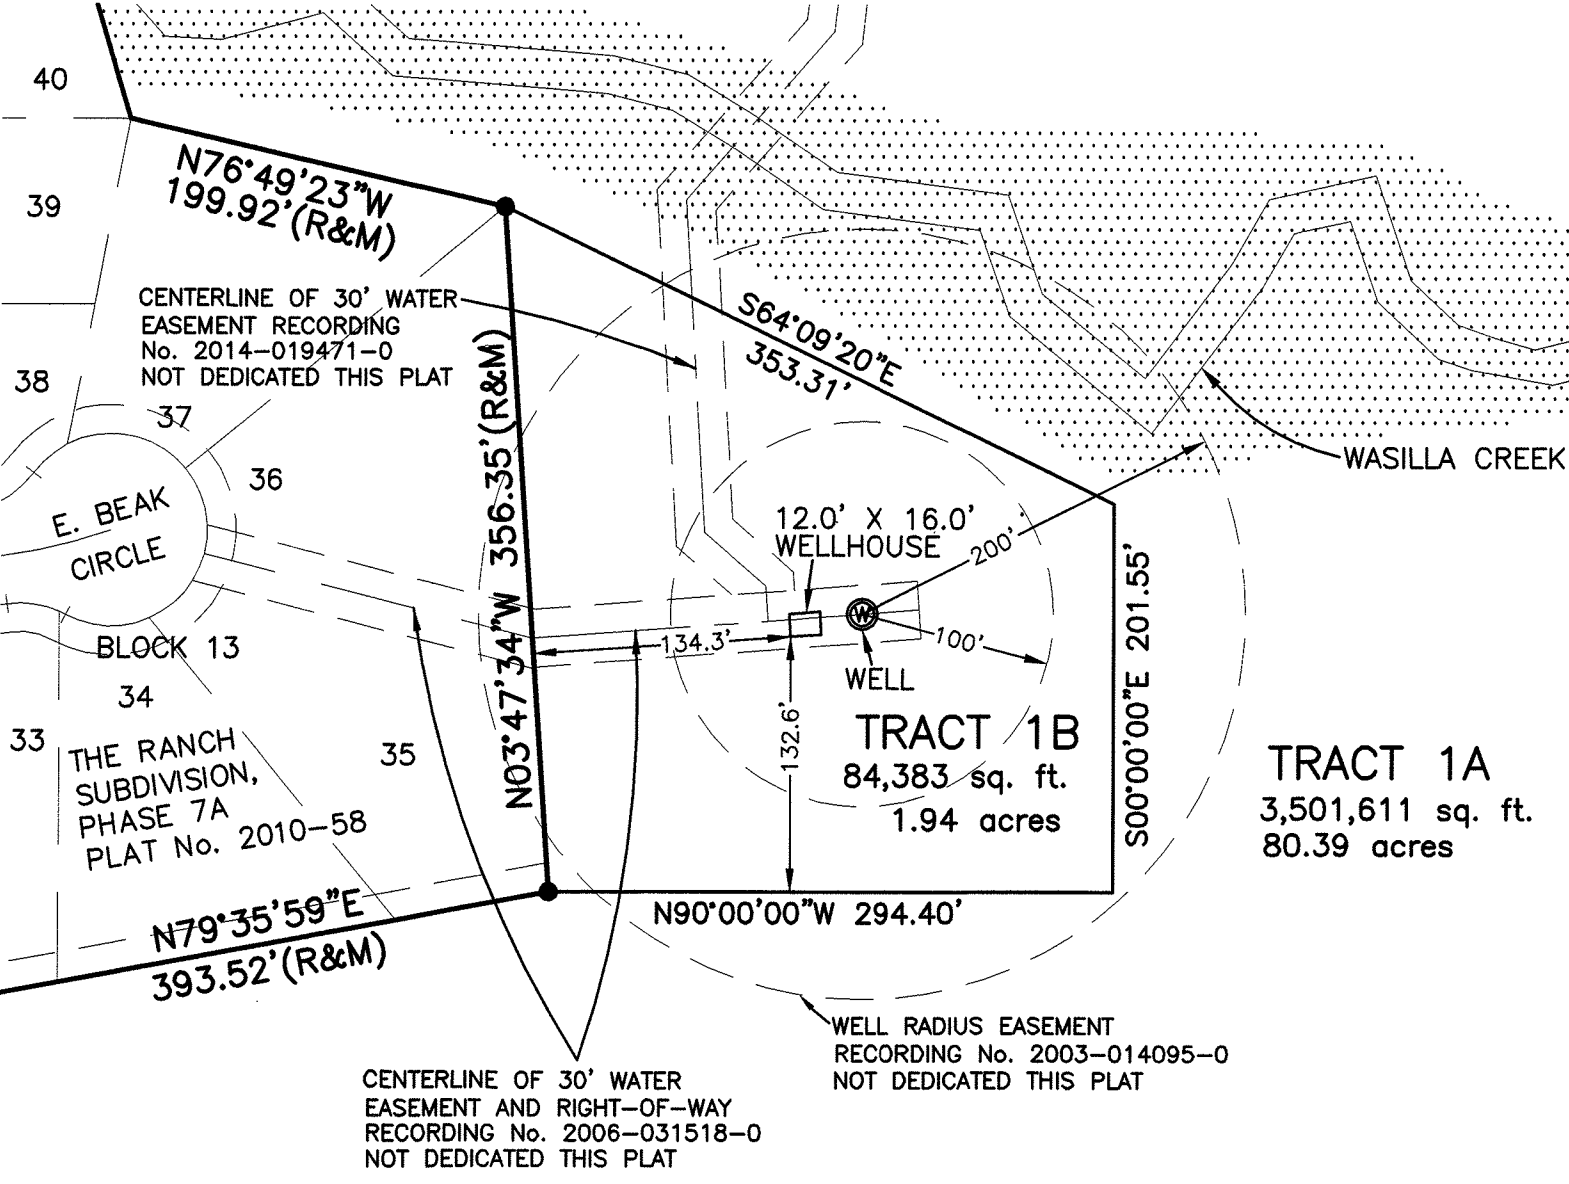 40
N76°49'23"W
199.92'(R&M)
39
CENTERLINE OF 30' WATER
EASEMENT RECORDING
No. 2014-019471-0
NOT DEDICATED THIS PLAT
S64°09'20"E
353.31'
38
37
36
N03°47'34"W 356.35'(R&M)
WASILLA CREEK
E. BEAK
CIRCLE
12.0' X 16.0'
WELLHOUSE
200'
W
100'
134.3'
WELL
S00°00'00"E 201.55'
BLOCK 13
34
33
35
132.6'
TRACT 1B
84,383 sq. ft.
1.94 acres
TRACT 1A
3,501,611 sq. ft.
80.39 acres
THE RANCH
SUBDIVISION,
PHASE 7A
PLAT No. 2010-58
N79°35'59"E
393.52'(R&M)
N90°00'00"W 294.40'
WELL RADIUS EASEMENT
RECORDING No. 2003-014095-0
NOT DEDICATED THIS PLAT
CENTERLINE OF 30' WATER
EASEMENT AND RIGHT-OF-WAY
RECORDING No. 2006-031518-0
NOT DEDICATED THIS PLAT